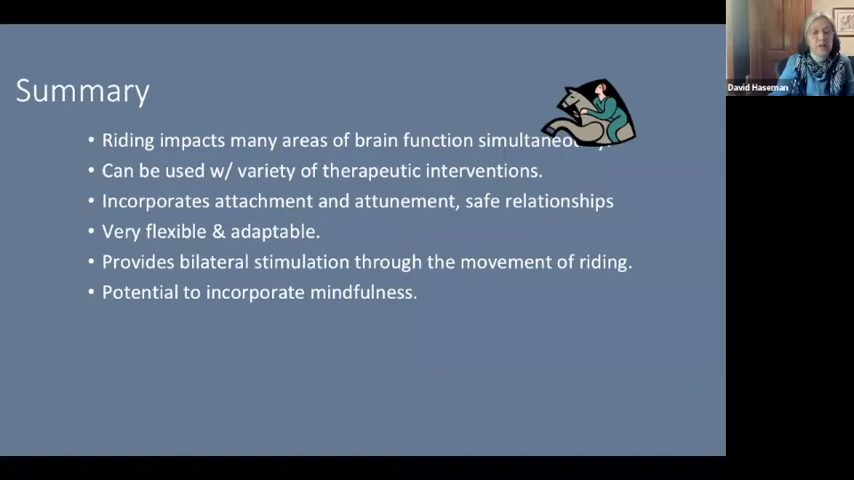 Summary
• Riding impacts many areas of brain function
• Can be used w/ variety of therapeutic interventions.
• Incorporates attachment and attunement, safe relationships
• Very flexible & adaptable.
• Provides bilateral stimulation through the movement of riding.
• Potential to incorporate mindfulness.
David Haseman